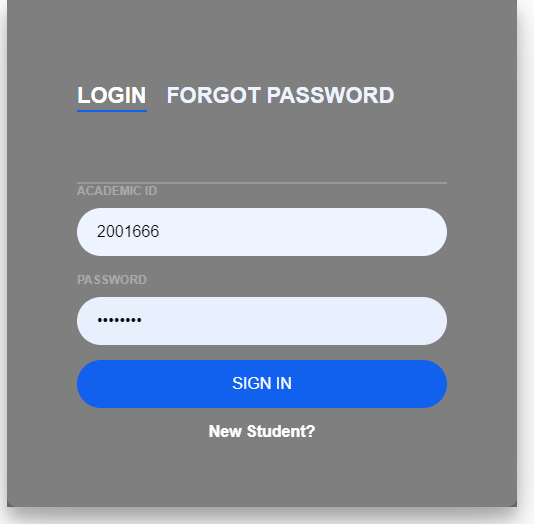 LOGIN FORGOT PASSWORD
ACADEMIC ID
2001666
PASSWORD
••••••••
SIGN IN
New Student?